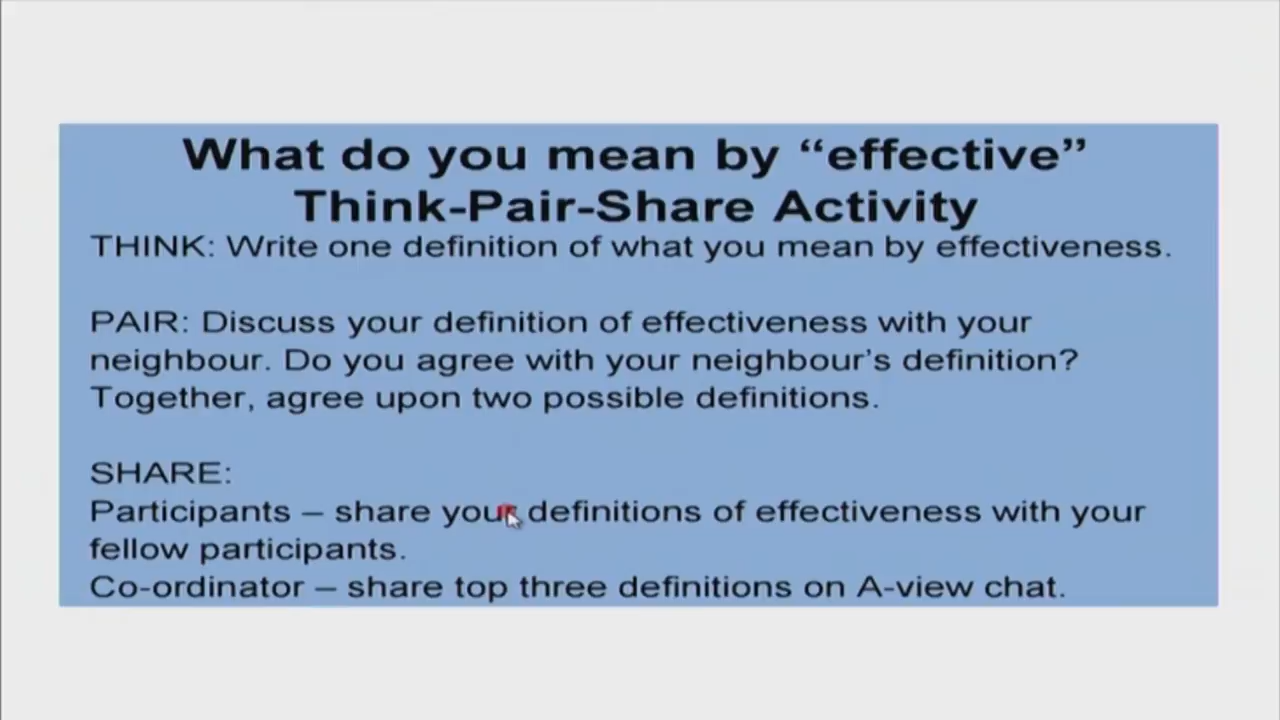 What do you mean by “effective”
Think-Pair-Share Activity
THINK: Write one definition of what you mean by effectiveness.
PAIR: Discuss your definition of effectiveness with your
neighbour. Do you agree with your neighbour’s definition?
Together, agree upon two possible definitions.
SHARE:
Participants – share your definitions of effectiveness with your
fellow participants.
Co-ordinator – share top three definitions on A-view chat.